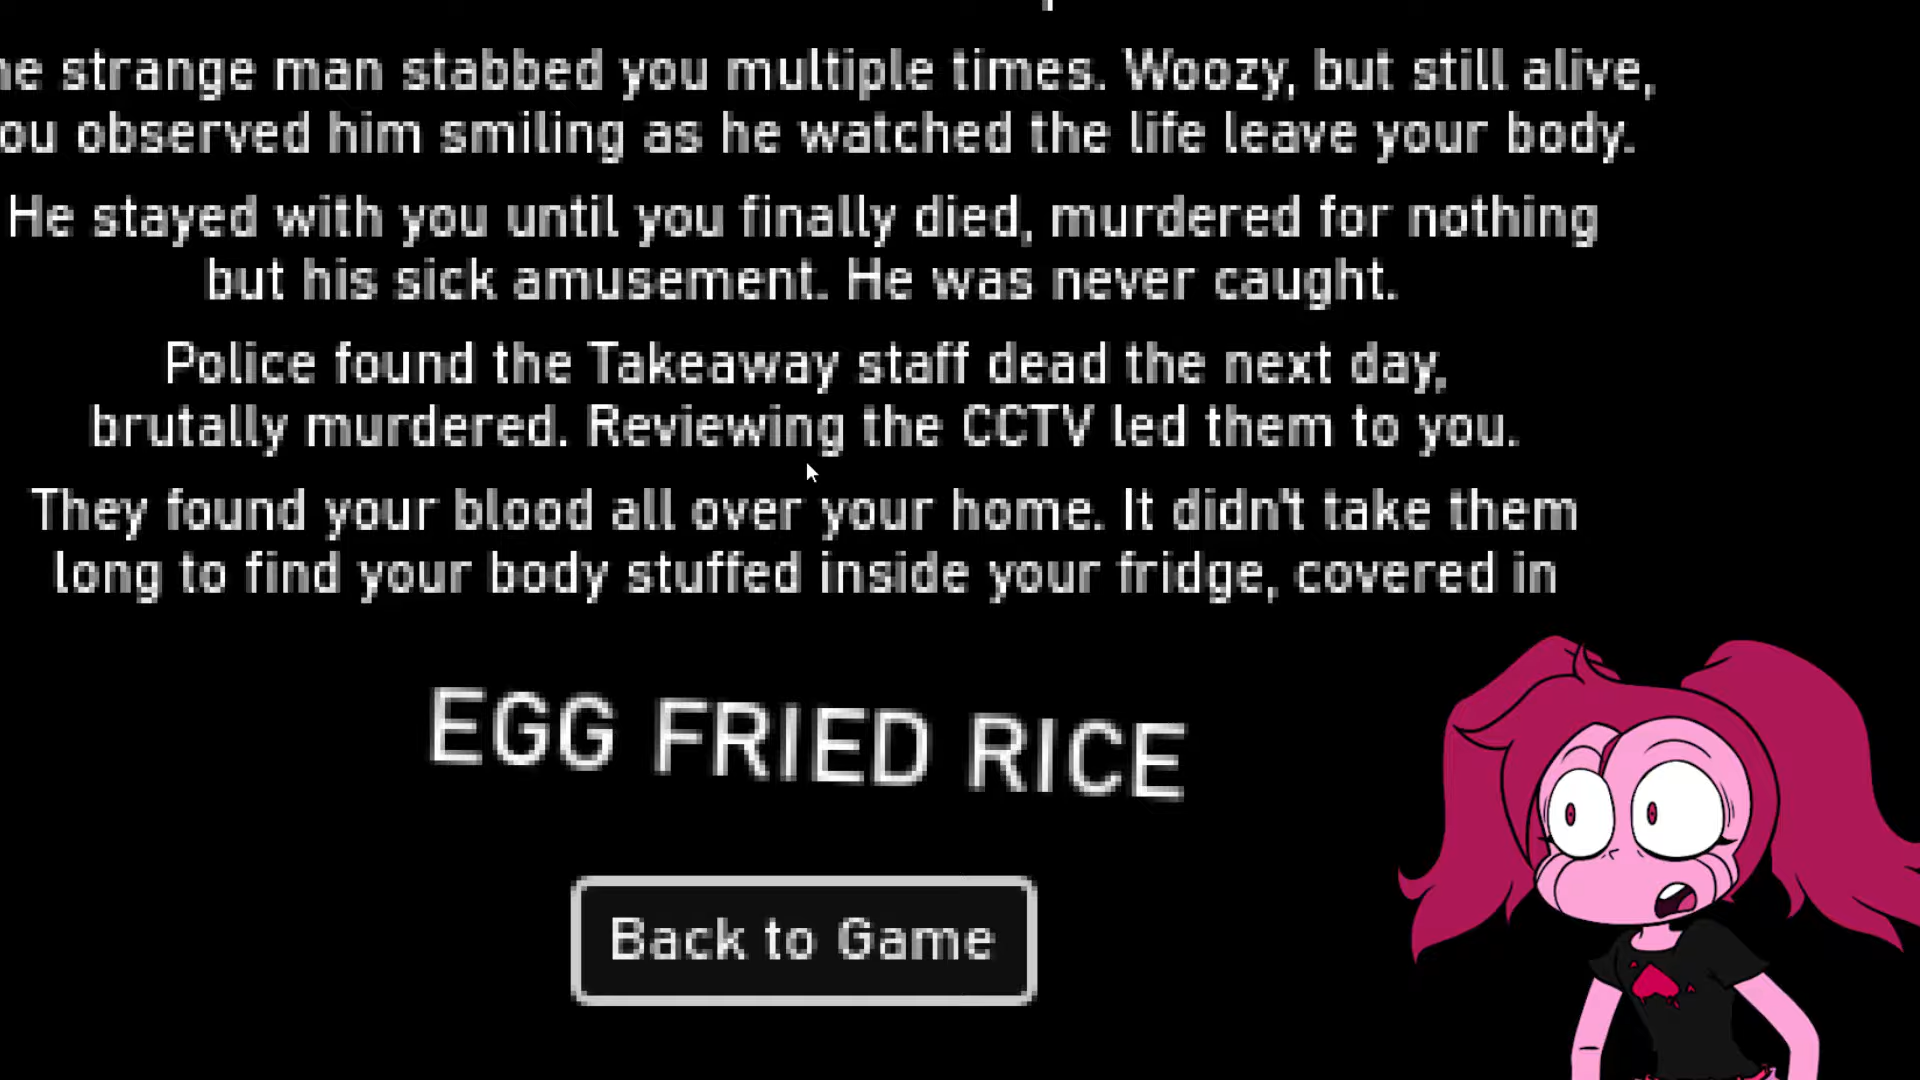 strange man stabbed you multiple times. Woozy, but still alive,
observed him smiling as he watched the life leave your body.
He stayed with you until you finally died, murdered for nothing
but his sick amusement. He was never caught.
Police found the Takeaway staff dead the next day,
brutally murdered. Reviewing the CCTV led them to you.
They found your blood all over your home. It didn't take them
long to find your body stuffed inside your fridge, covered in
EGG FRIED RICE
Back to Game